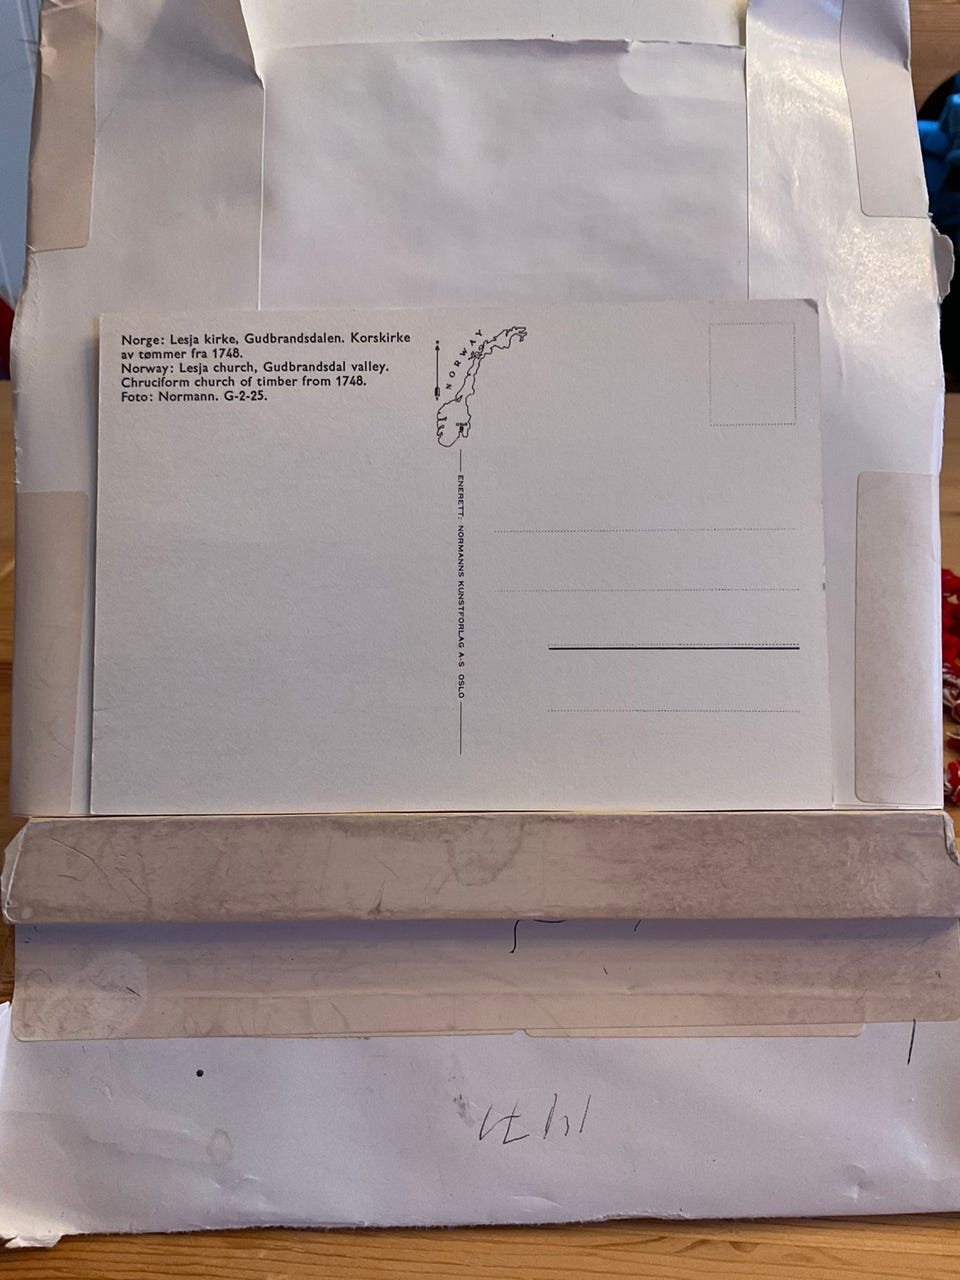 Norge: Lesja kirke, Gudbrandsdalen. Korskirke
av tømmer fra 1748.
Norway: Lesja church, Gudbrandsdal valley.
Chruciform church of timber from 1748.
Foto: Normann. G-2-25.
NORWAY
ENERETT: NORMANNS KUNSTFORLAG A-S OSLO